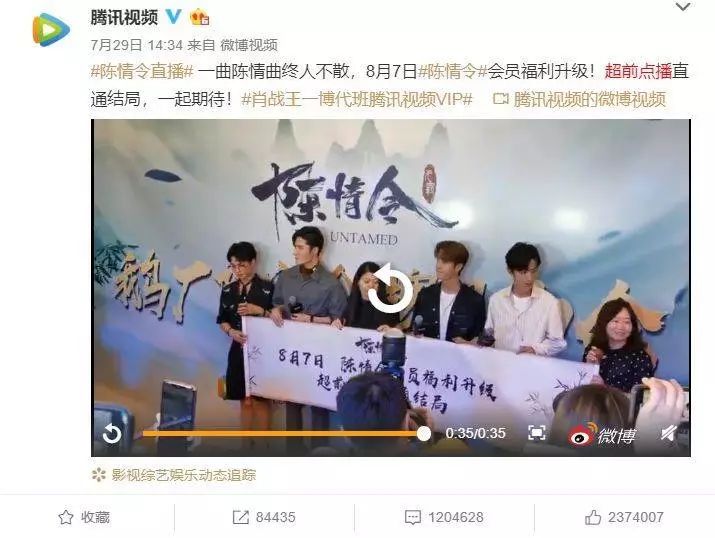 腾讯视频
7月29日 14:34 来自 微博视频
#陈情令直播# 一曲陈情曲终人不散，8月7日#陈情令#会员福利升级！超前点播直
通结局，一起期待！#肖战王一博代班腾讯视频VIP# 腾讯视频的微博视频
陈情令
UNTAMED
鹅厂
会
陈情令
8月7日 陈情 员福利升级
超前 结局
0:35/0:35
微博
影视综艺娱乐动态追踪
收藏
84435
1204628
2374007